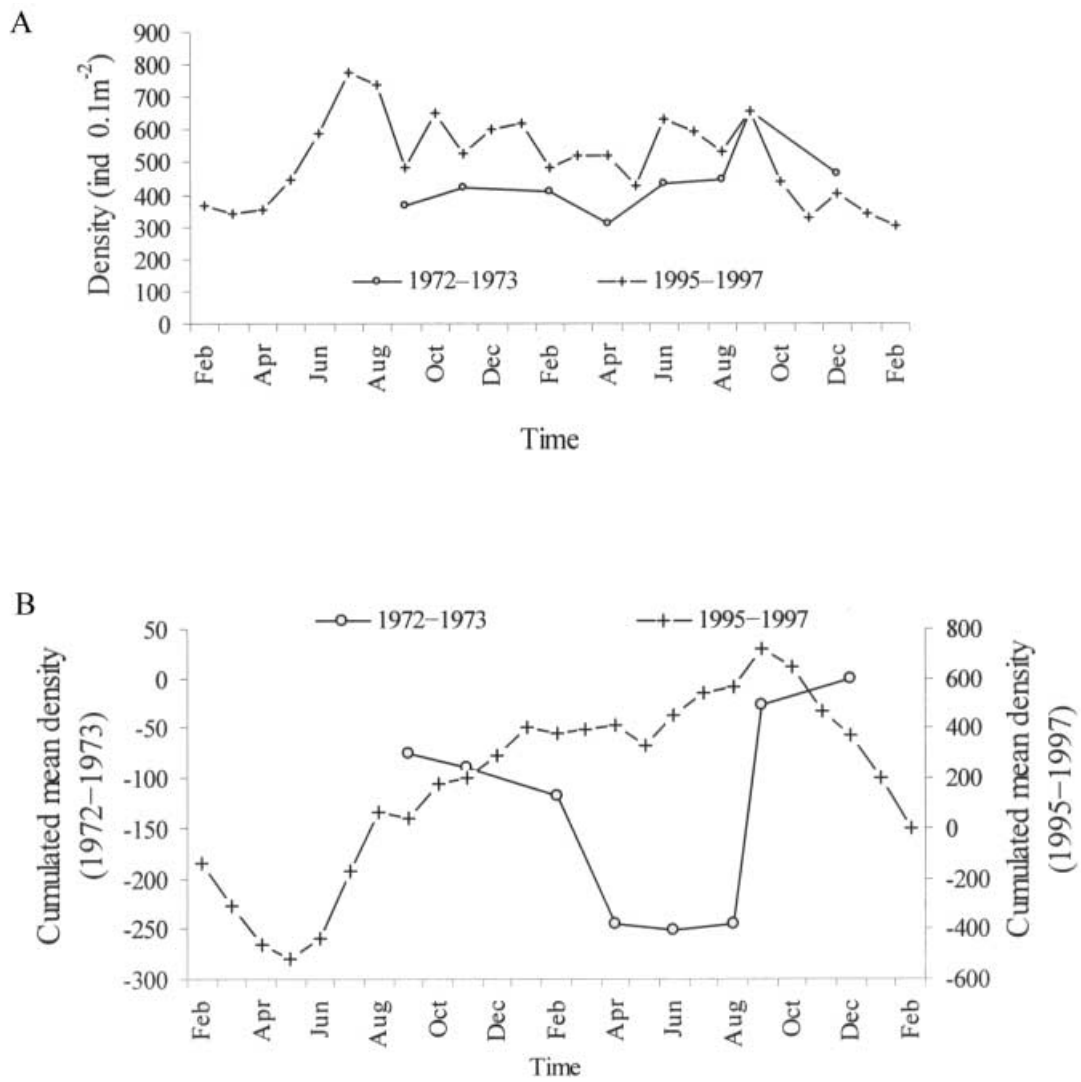 A
900
800
700
600
500
400
300
200
100
0
Density (ind 0.1m⁻²)
1972–1973
1995–1997
Feb
Apr
Jun
Aug
Oct
Dec
Feb
Apr
Jun
Aug
Oct
Dec
Feb
Time
B
1972–1973
1995–1997
50
0
-50
-100
-150
-200
-250
-300
Cumulated mean density
(1972–1973)
800
600
400
200
0
-200
-400
-600
Cumulated mean density
(1995–1997)
Feb
Apr
Jun
Aug
Oct
Dec
Feb
Apr
Jun
Aug
Oct
Dec
Feb
Time